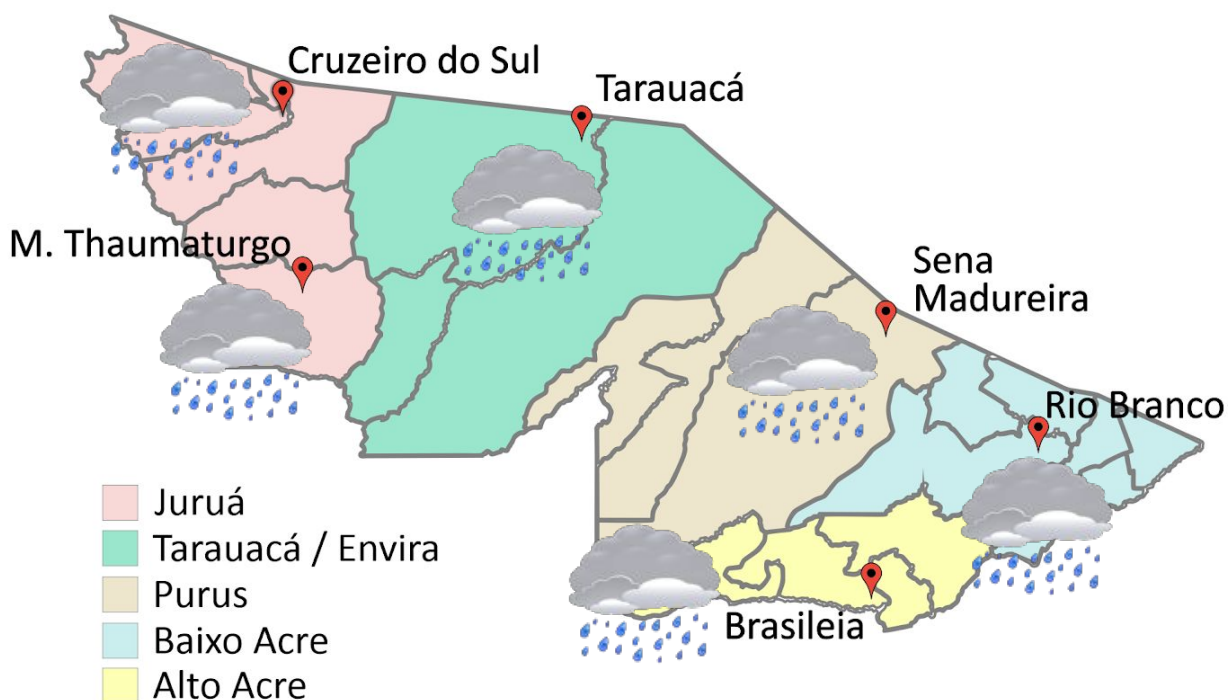 Cruzeiro do Sul
Tarauacá
M. Thaumaturgo
Sena
Madureira
Rio Branco
Brasileia
Juruá
Tarauacá / Envira
Purus
Baixo Acre
Alto Acre